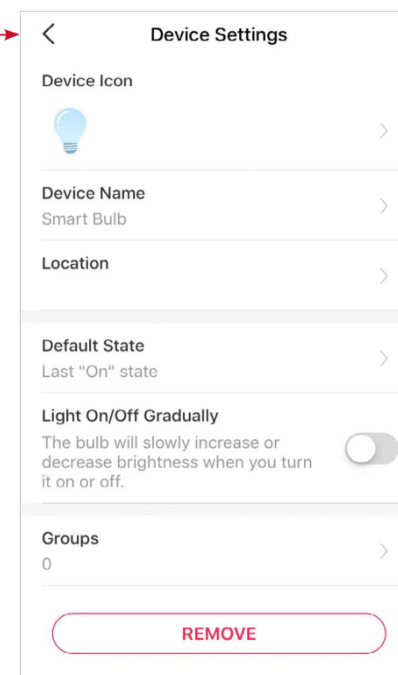 Device Settings
Device Icon
Device Name
Smart Bulb
Location
Default State
Last "On" state
Light On/Off Gradually
The bulb will slowly increase or
decrease brightness when you turn
it on or off.
Groups
0
REMOVE